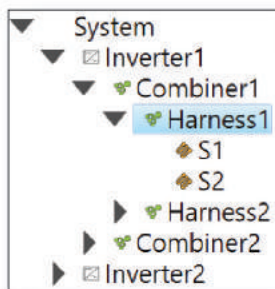 System
Inverter1
Combiner1
Harness1
S1
S2
Harness2
Combiner2
Inverter2